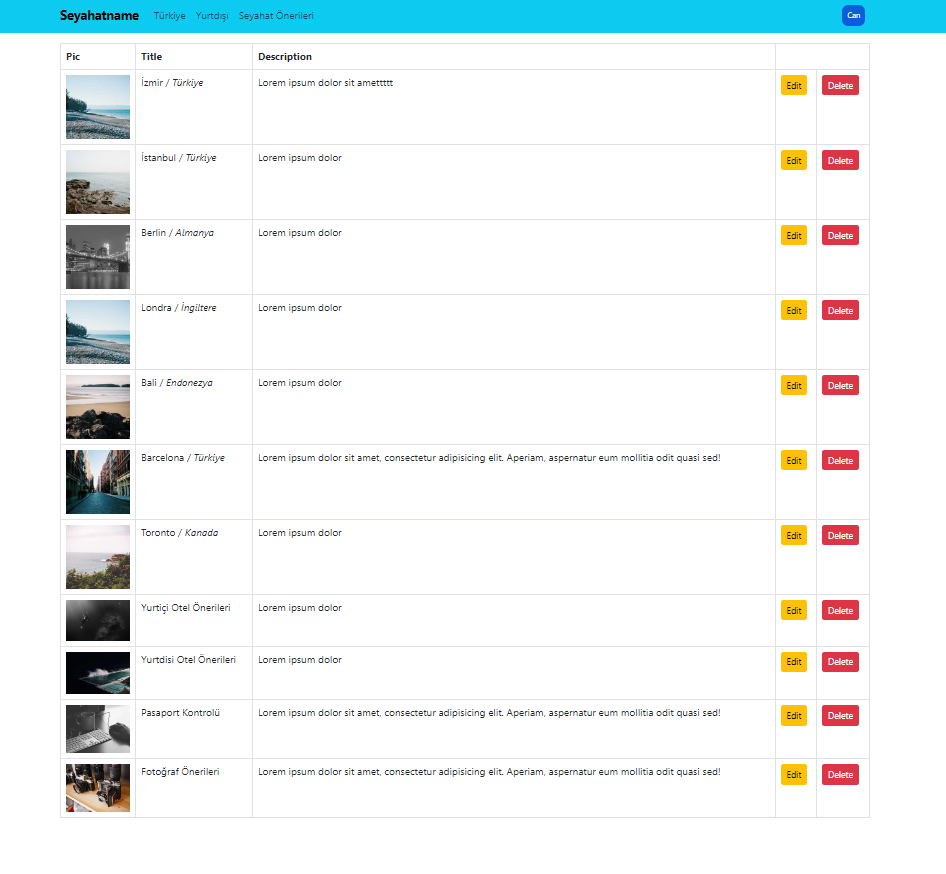 Seyahatname Türkiye Yurtdışı Seyahat Önerileri Can
Pic Title Description
İzmir / Türkiye Lorem ipsum dolor sit amettttt Edit Delete
İstanbul / Türkiye Lorem ipsum dolor Edit Delete
Berlin / Almanya Lorem ipsum dolor Edit Delete
Londra / İngiltere Lorem ipsum dolor Edit Delete
Bali / Endonezya Lorem ipsum dolor Edit Delete
Barcelona / Türkiye Lorem ipsum dolor sit amet, consectetur adipisicing elit. Aperiam, aspernatur eum mollitia odit quasi sed! Edit Delete
Toronto / Kanada Lorem ipsum dolor Edit Delete
Yurtiçi Otel Önerileri Lorem ipsum dolor Edit Delete
Yurtdisi Otel Önerileri Lorem ipsum dolor Edit Delete
Pasaport Kontrolü Lorem ipsum dolor sit amet, consectetur adipisicing elit. Aperiam, aspernatur eum mollitia odit quasi sed! Edit Delete
Fotoğraf Önerileri Lorem ipsum dolor sit amet, consectetur adipisicing elit. Aperiam, aspernatur eum mollitia odit quasi sed! Edit Delete